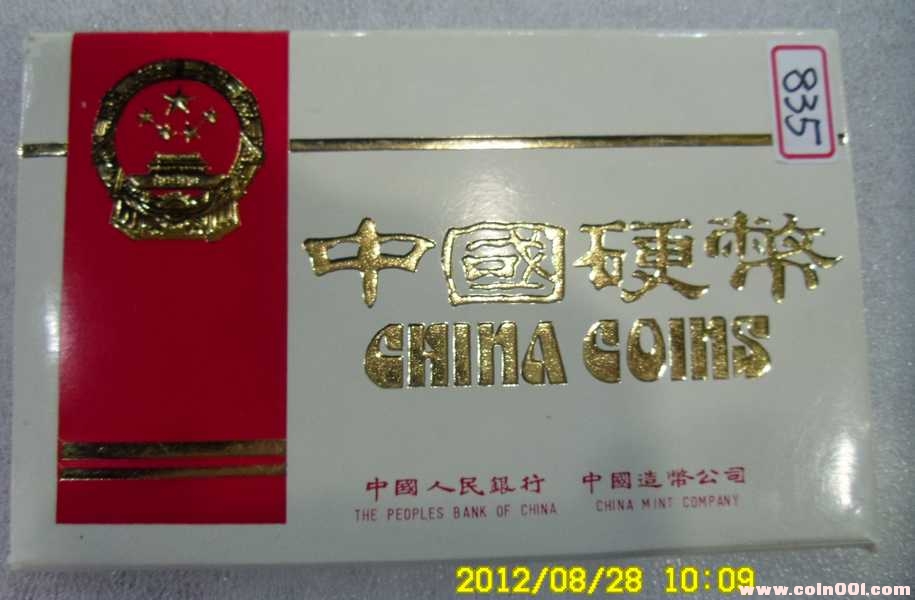 835
中國硬幣
CHINA COINS
中國人民銀行 中國造幣公司
THE PEOPLES BANK OF CHINA CHINA MINT COMPANY
2012/08/28 10:09
www.coin001.com